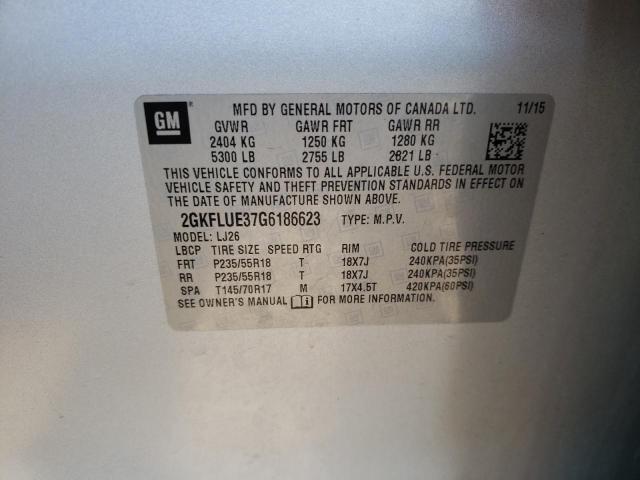 GM ® MFD BY GENERAL MOTORS OF CANADA LTD. 11/15
GVWR GAWR FRT GAWR RR
2404 KG 1250 KG 1280 KG
5300 LB 2755 LB 2821 LB
THIS VEHICLE CONFORMS TO ALL APPLICABLE U.S. FEDERAL MOTOR
VEHICLE SAFETY AND THEFT PREVENTION STANDARDS IN EFFECT ON
THE DATE OF MANUFACTURE SHOWN ABOVE.
2GKFLUE37G6186623 TYPE: M.P.V.
MODEL: LJ26
LBCP TIRE SIZE SPEED RTG RIM COLD TIRE PRESSURE
FRT P235/55R18 T 18X7J 240KPA(35PSI)
RR P235/55R18 T 18X7J 240KPA(35PSI)
SPA T145/70R17 M 17X4.5T 420KPA(60PSI)
SEE OWNER'S MANUAL FOR MORE INFORMATION.